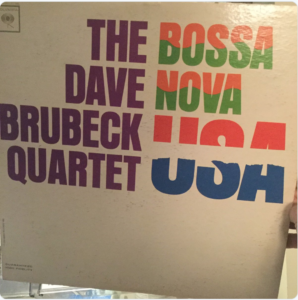 THE
DAVE
BRUBECK
QUARTET
BOSSA
NOVA
USA
USA